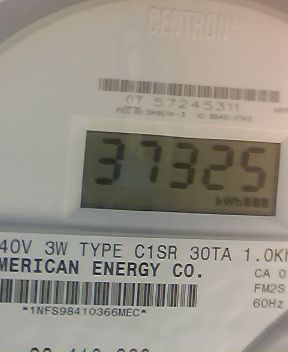 CENTRON
07 57245311
37325
kWh
40V 3W TYPE C1SR 30TA 1.0Kh
MERICAN ENERGY CO.
CA 0
FM2S
60Hz
*1NFS98410366MEC*